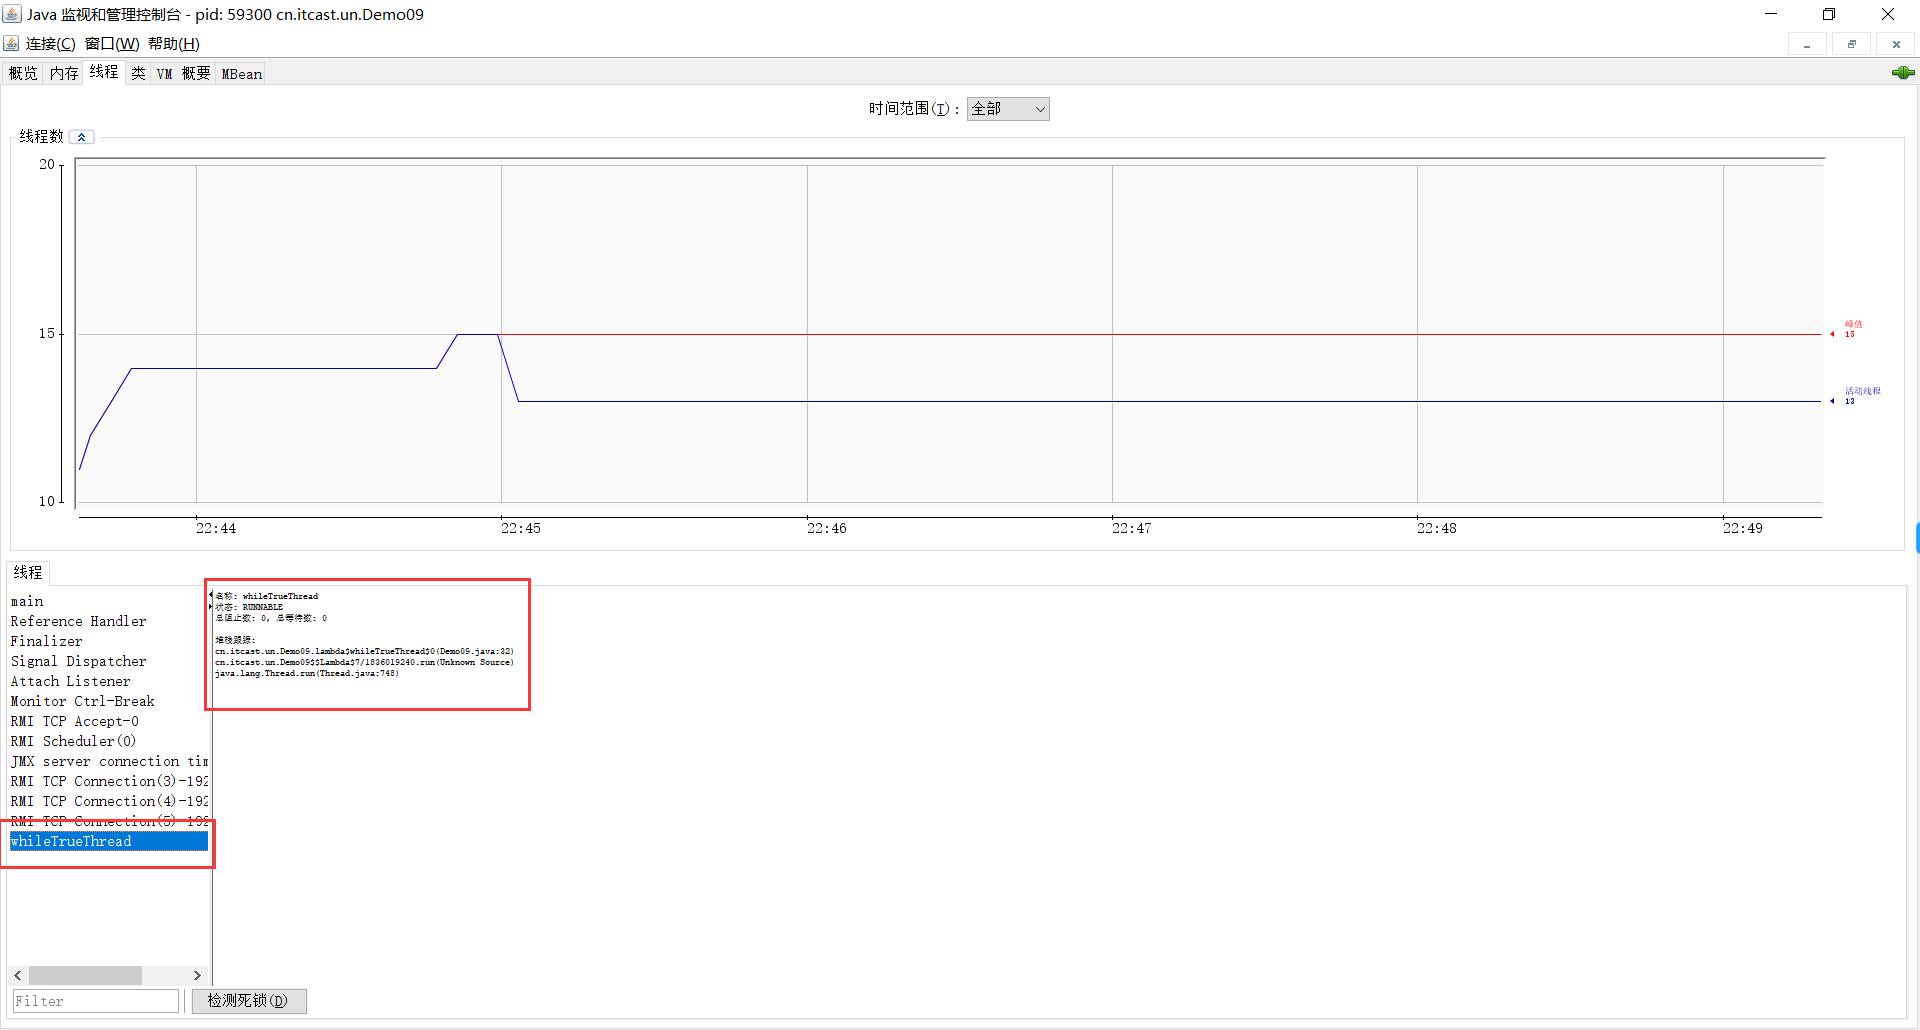 Java 监视和管理控制台 - pid: 59300 cn.itcast.un.Demo09
连接(C) 窗口(W) 帮助(H)
概览 内存 线程 类 VM 概要 MBean
时间范围(T): 全部
线程数
20
15
10
峰值
15
活动线程
13
22:44 22:45 22:46 22:47 22:48 22:49
线程
main
Reference Handler
Finalizer
Signal Dispatcher
Attach Listener
Monitor Ctrl-Break
RMI TCP Accept-0
RMI Scheduler(0)
JMX server connection tim
RMI TCP Connection(3)-192
RMI TCP Connection(4)-192
RMI TCP Connection(5)-192
whileTrueThread
名称: whileTrueThread
状态: RUNNABLE
总阻止数: 0, 总等待数: 0
堆栈跟踪:
cn.itcast.un.Demo09.lambda$whileTrueThread$0(Demo09.java:32)
cn.itcast.un.Demo09$$Lambda$7/1836019240.run(Unknown Source)
java.lang.Thread.run(Thread.java:748)
Filter
检测死锁(D)